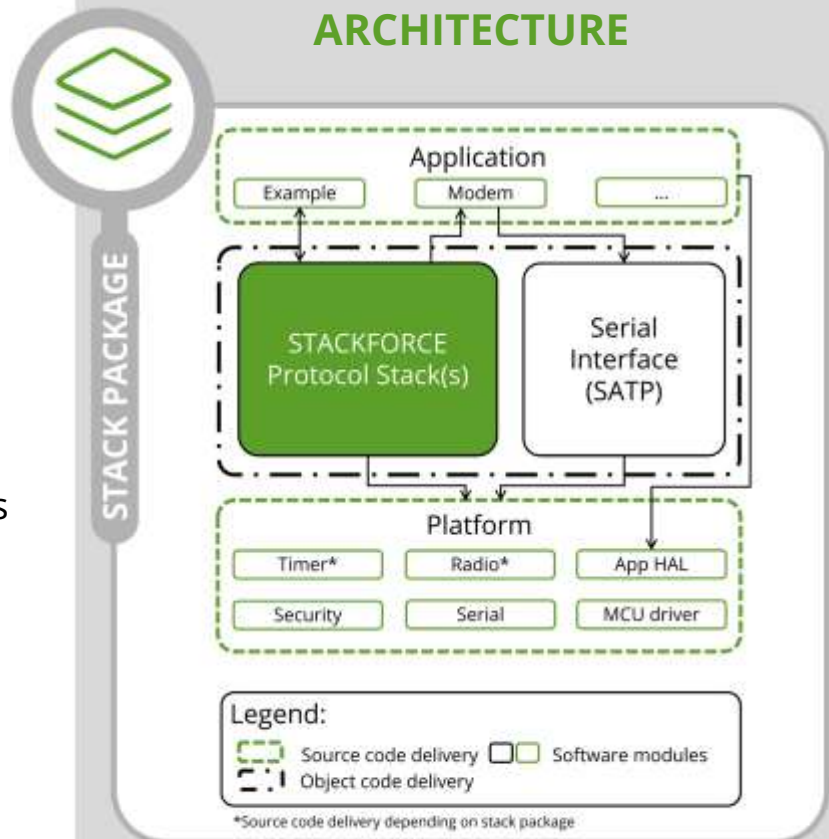 ARCHITECTURE
STACK PACKAGE
Application
Example
Modem
...
STACKFORCE
Protocol Stack(s)
Serial
Interface
(SATP)
s
Platform
Timer*
Radio*
App HAL
Security
Serial
MCU driver
Legend:
Source code delivery
Software modules
Object code delivery
*Source code delivery depending on stack package